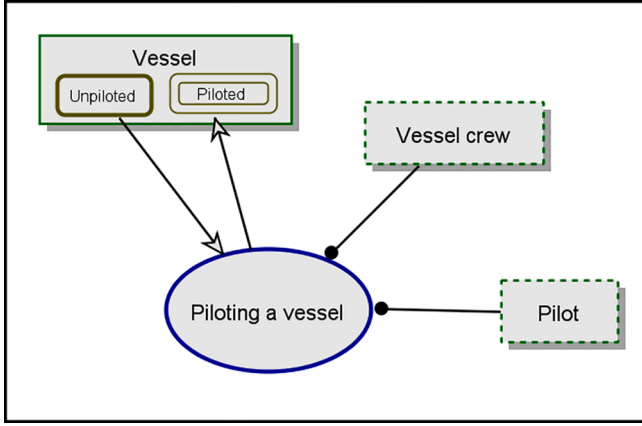 Vessel
Unpiloted
Piloted
Vessel crew
Piloting a vessel
Pilot